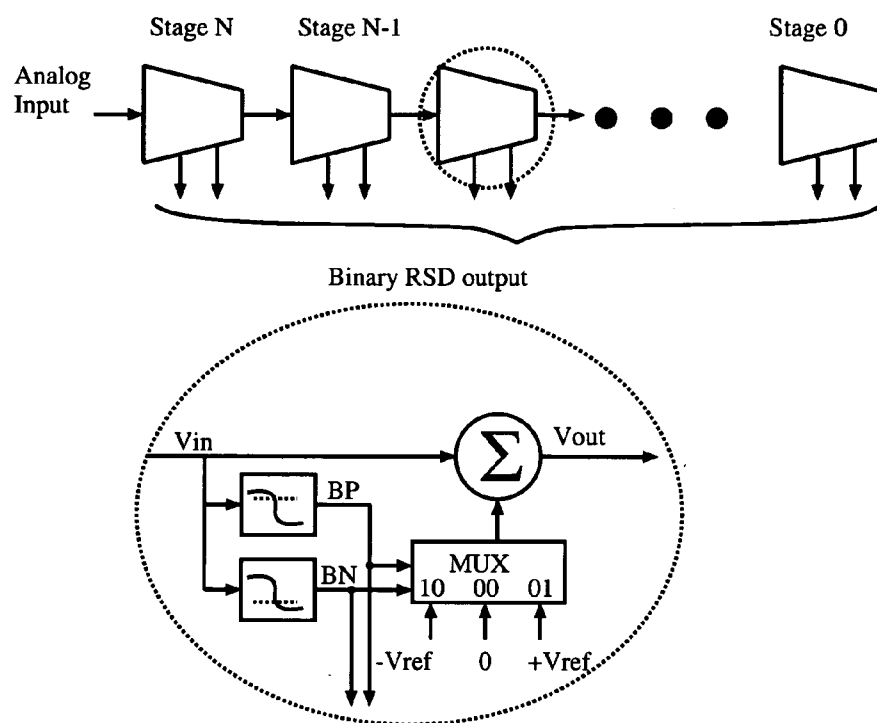 Stage N
Stage N-1
Stage 0
Analog
Input
Binary RSD output
Vin
Σ
Vout
BP
BN
MUX
10 00 01
-Vref 0 +Vref